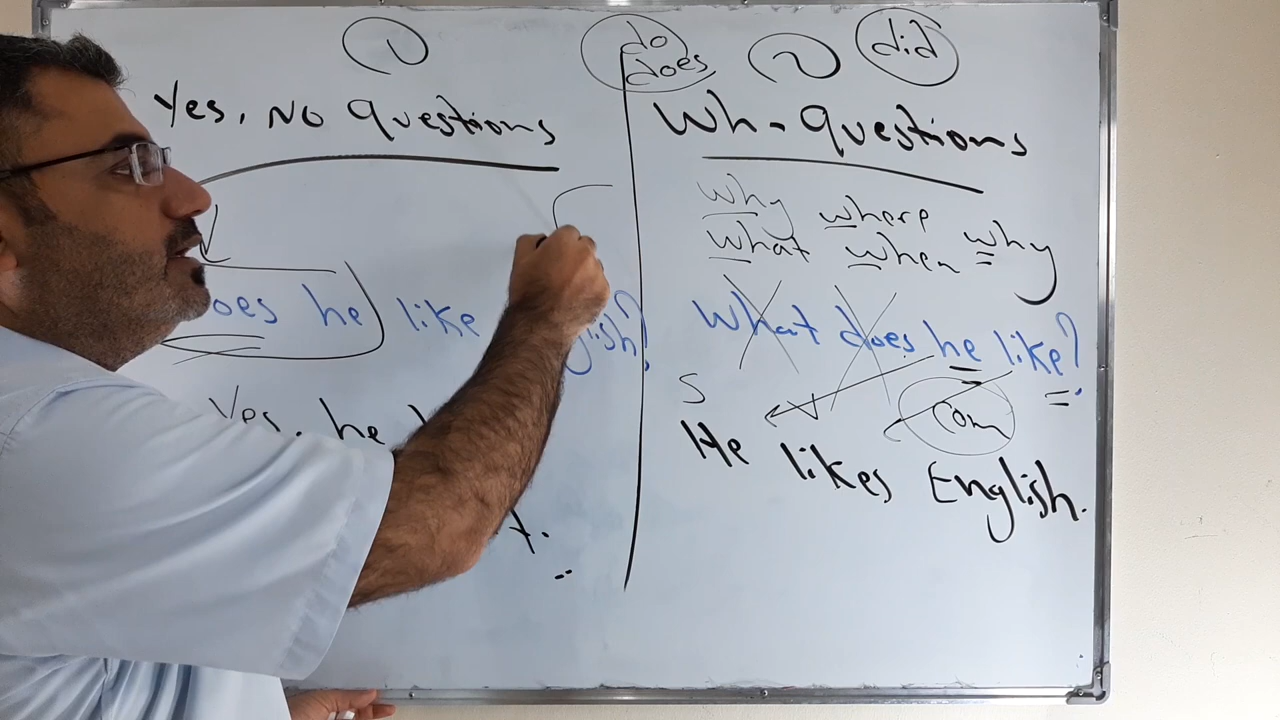 do
does
did
Yes, No Questions
Wh-Questions
why where
what when why
oes he like glish?
What does he like?
Yes, he
S
Com
He likes English.